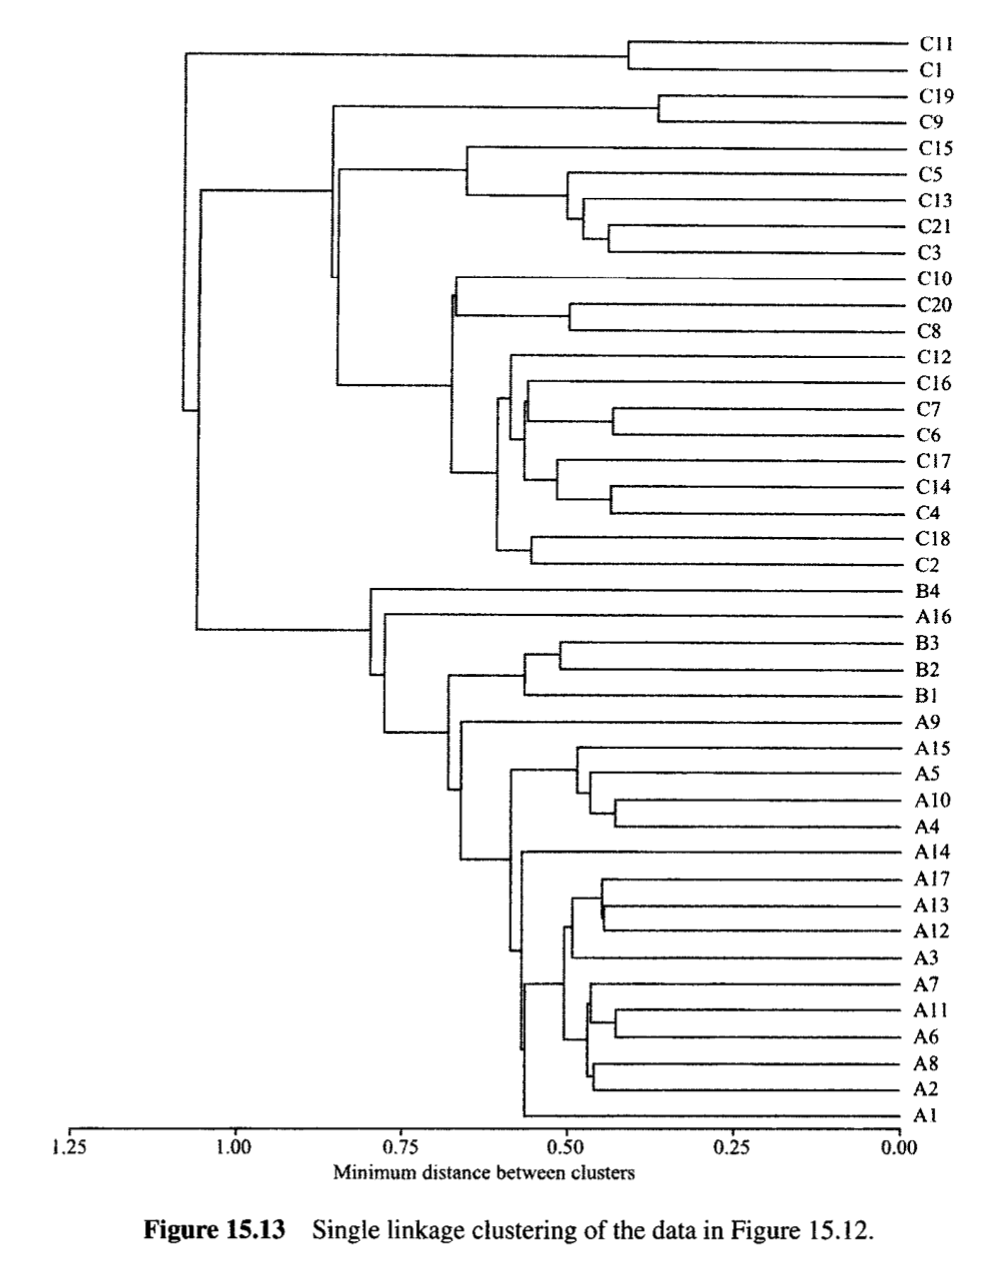 C11
C1
C19
C9
C15
C5
C13
C21
C3
C10
C20
C8
C12
C16
C7
C6
C17
C14
C4
C18
C2
B4
A16
B3
B2
B1
A9
A15
A5
A10
A4
A14
A17
A13
A12
A3
A7
A11
A6
A8
A2
A1
1.25 1.00 0.75 0.50 0.25 0.00
Minimum distance between clusters
Figure 15.13 Single linkage clustering of the data in Figure 15.12.